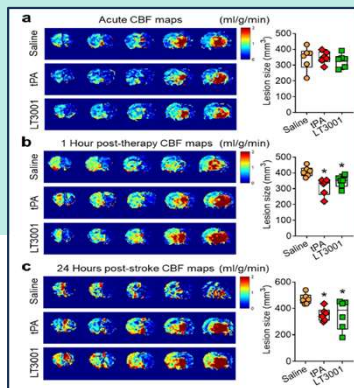 a Acute CBF maps (ml/g/min)
Saline
tPA
LT3001
Lesion size (mm³)
500
400
300
200
100
0
Saline
tPA
LT3001
b 1 Hour post-therapy CBF maps (ml/g/min)
Saline
tPA
LT3001
Lesion size (mm³)
500
400
300
200
100
0
* *
Saline
tPA
LT3001
c 24 Hours post-stroke CBF maps (ml/g/min)
Saline
tPA
LT3001
Lesion size (mm³)
600
400
200
0
* *
Saline
tPA
LT3001